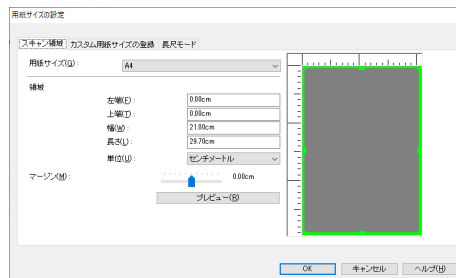 用紙サイズの設定
スキャン領域 カスタム用紙サイズの登録 長尺モード
用紙サイズ(G): A4
領域
左端(F): 0.00cm
上端(T): 0.00cm
幅(W): 21.00cm
長さ(L): 29.70cm
単位(U): センチメートル
マージン(M): 0.00cm
プレビュー(R)
OK キャンセル ヘルプ(H)